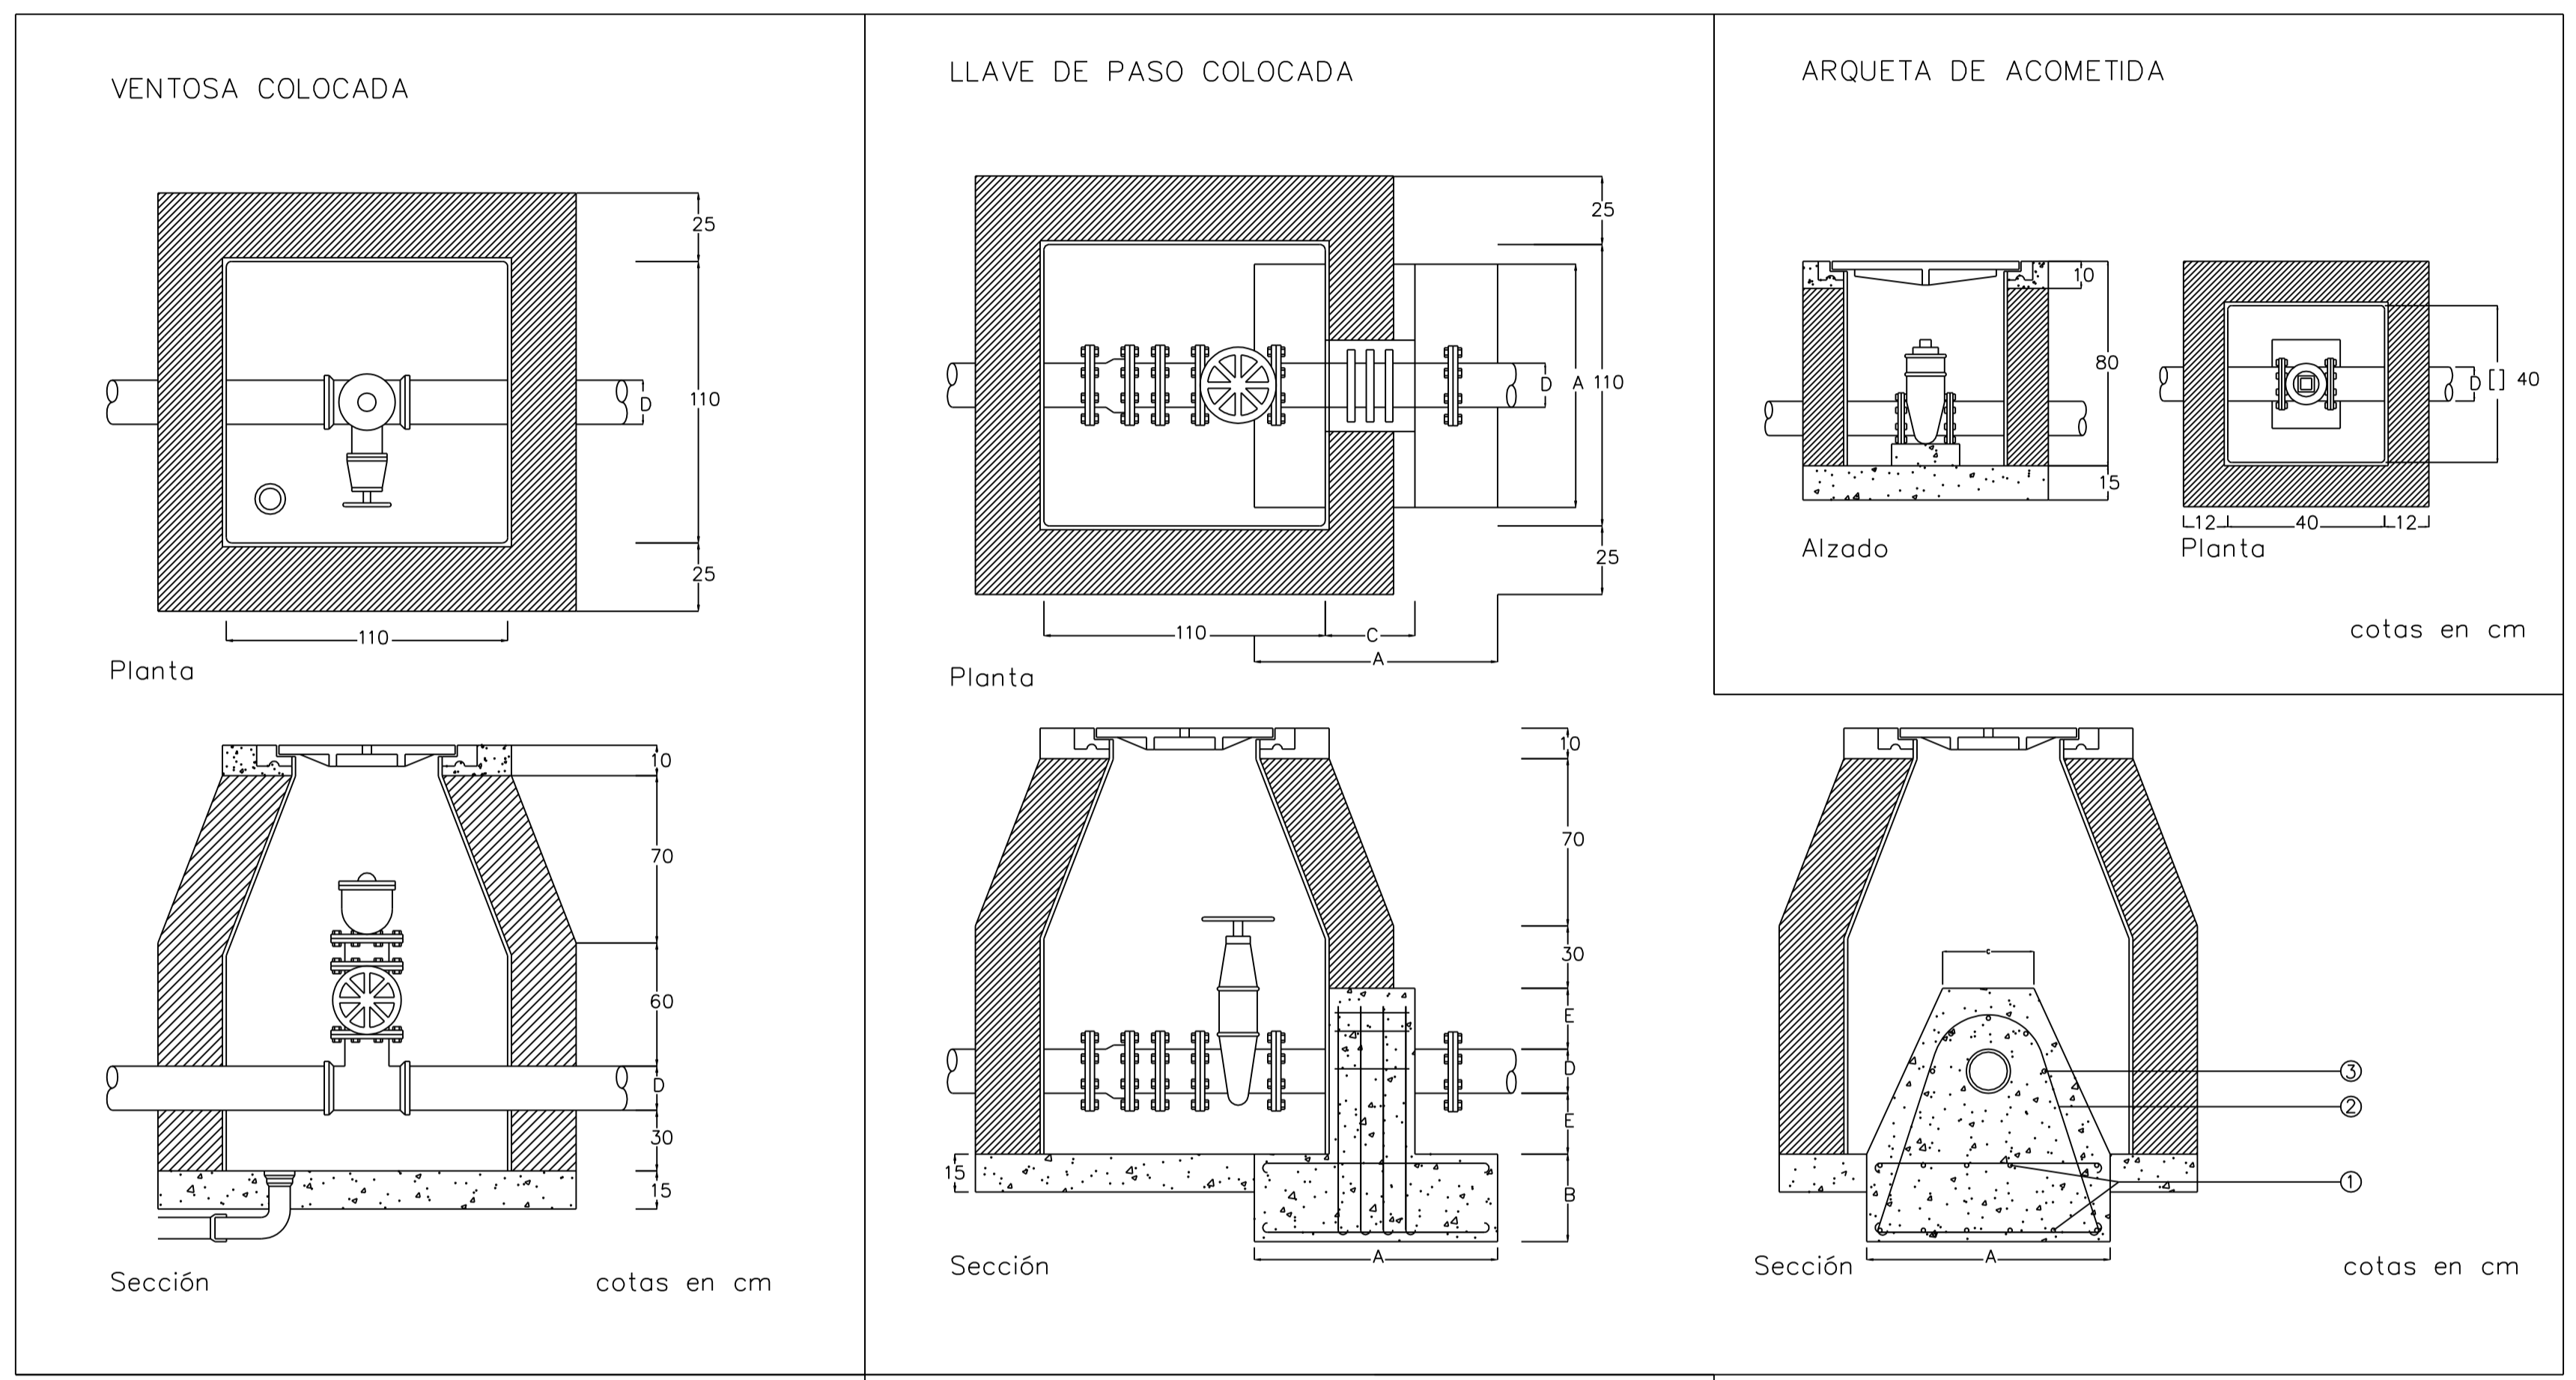 VENTOSA COLOCADA
25
110
D
25
110
Planta
10
70
60
D
30
15
Sección
cotas en cm
LLAVE DE PASO COLOCADA
25
D
A
110
25
110
C
A
Planta
10
70
30
E
D
E
15
B
A
Sección
ARQUETA DE ACOMETIDA
10
80
15
Alzado
D
[] 40
12
40
12
Planta
cotas en cm
c
3
2
1
A
Sección
cotas en cm